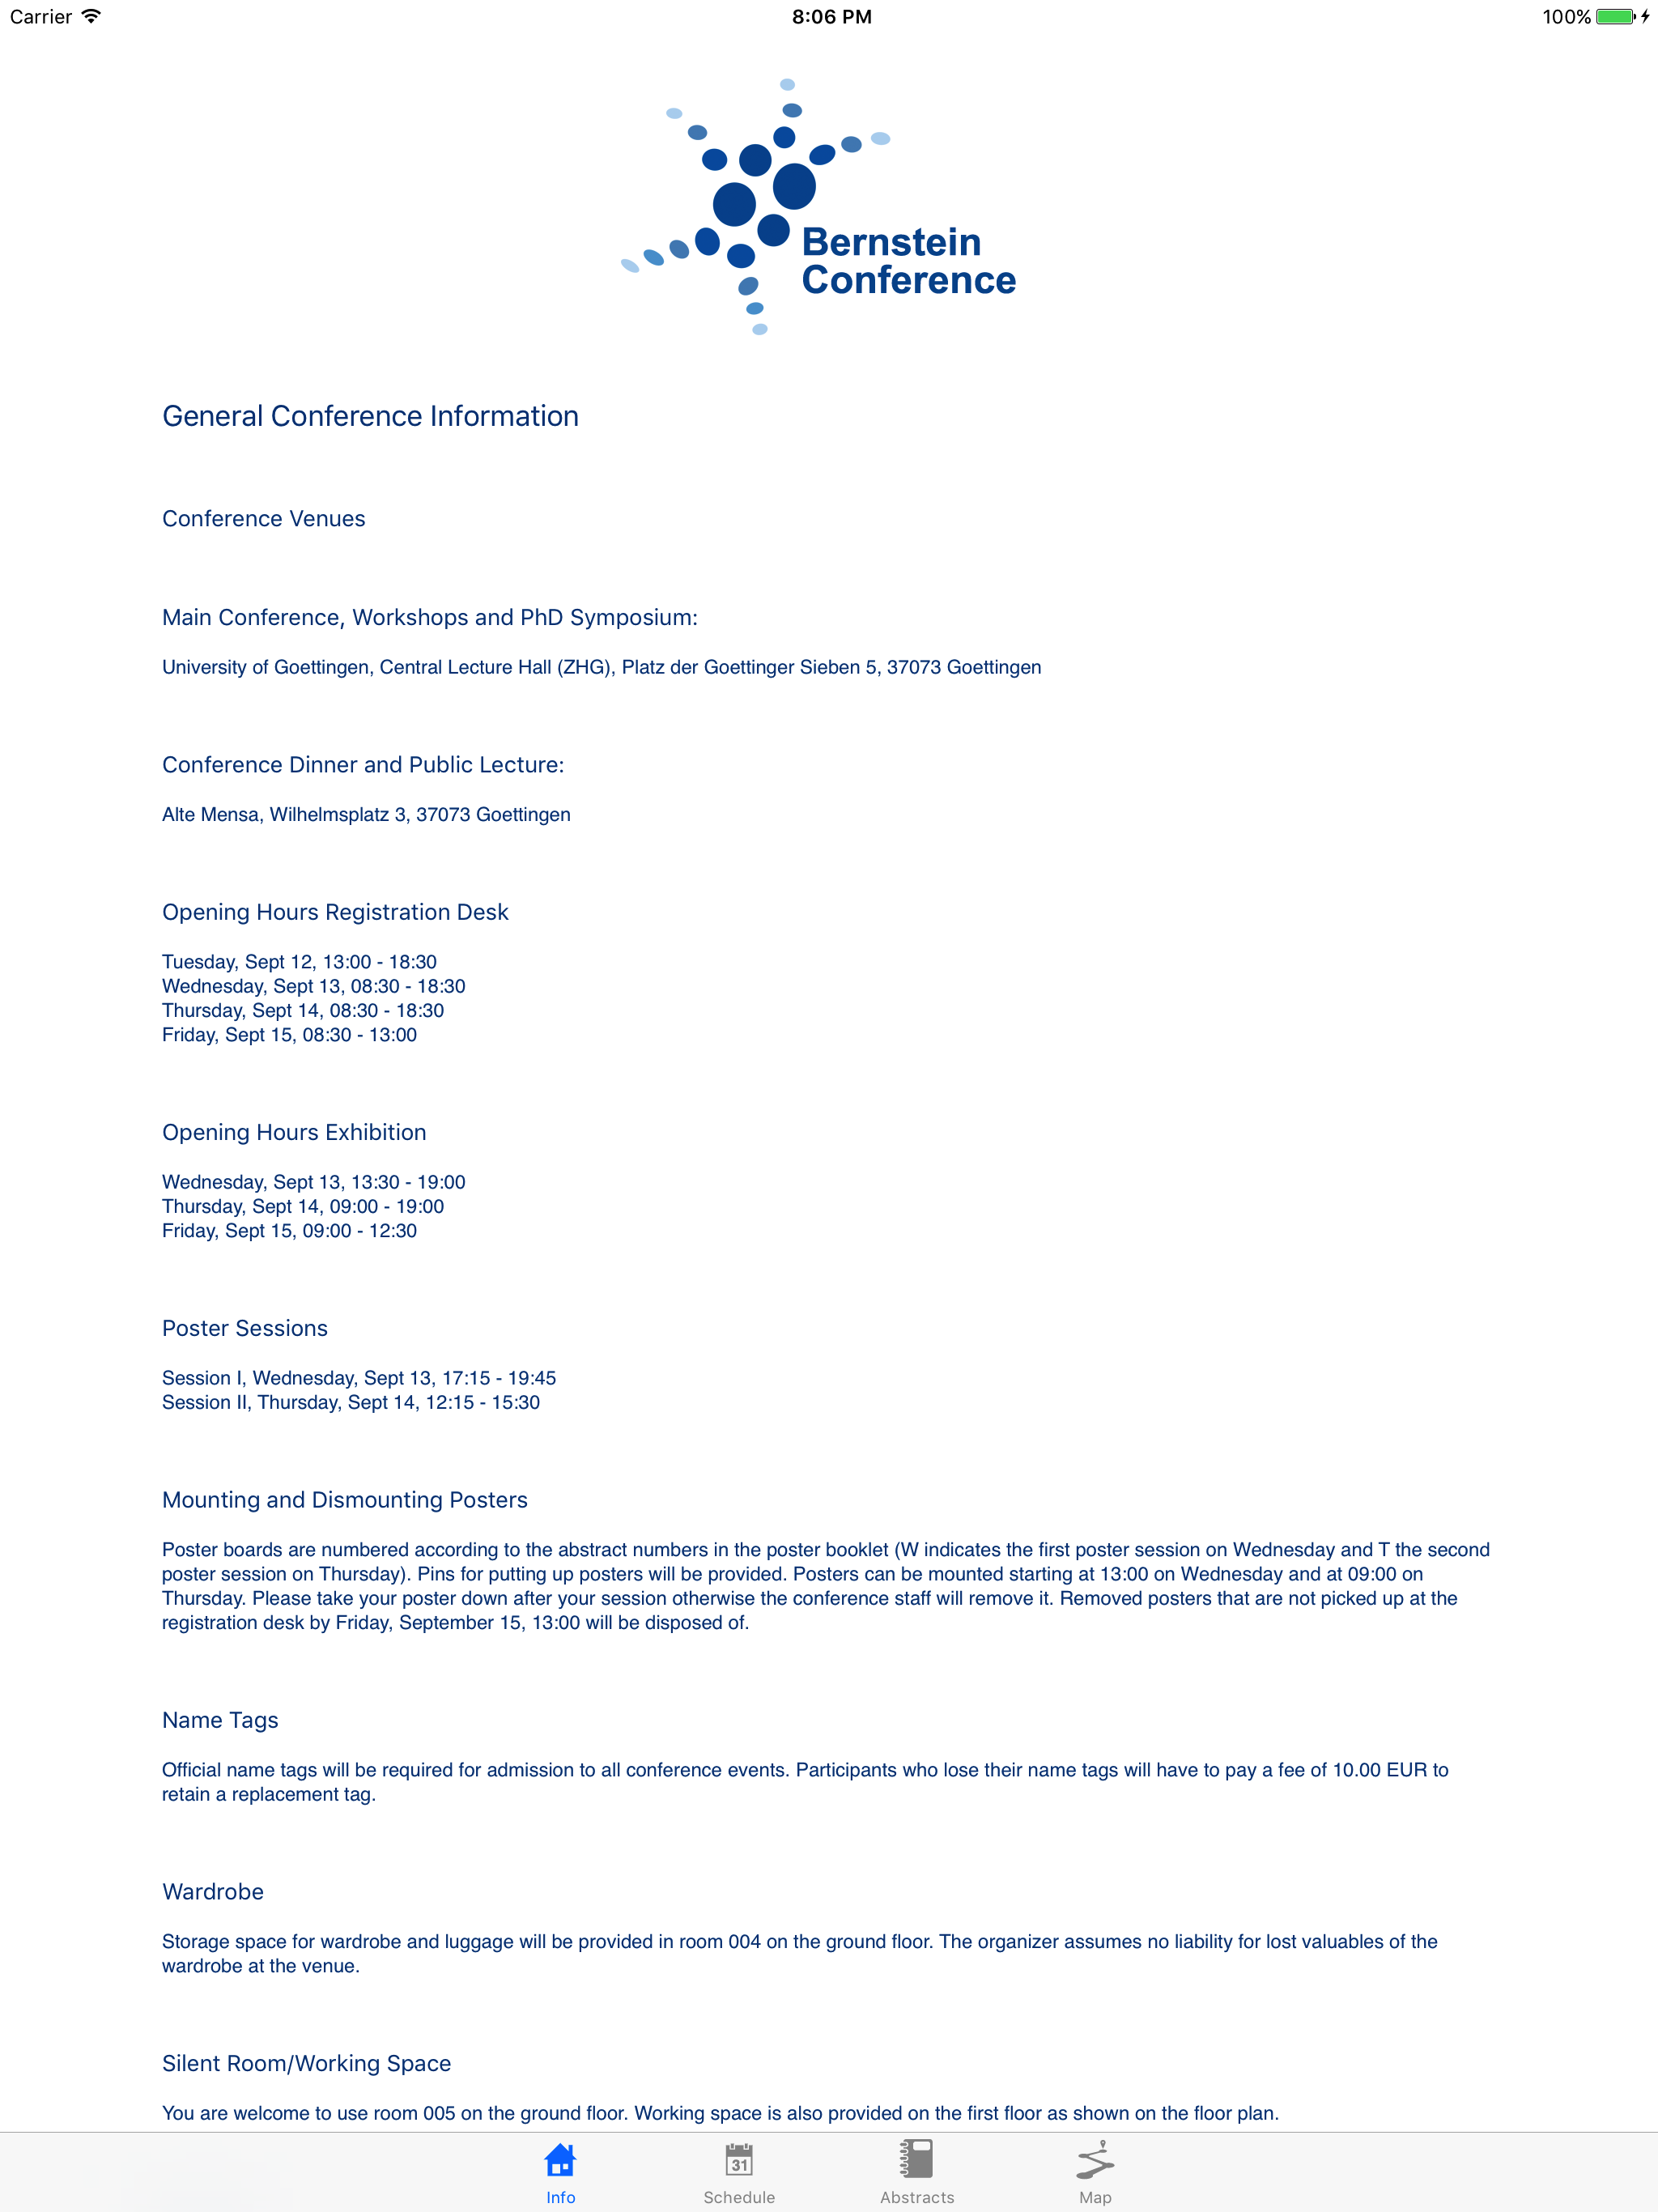 Carrier 8:06 PM 100%
Bernstein
Conference
General Conference Information
Conference Venues
Main Conference, Workshops and PhD Symposium:
University of Goettingen, Central Lecture Hall (ZHG), Platz der Goettinger Sieben 5, 37073 Goettingen
Conference Dinner and Public Lecture:
Alte Mensa, Wilhelmsplatz 3, 37073 Goettingen
Opening Hours Registration Desk
Tuesday, Sept 12, 13:00 - 18:30
Wednesday, Sept 13, 08:30 - 18:30
Thursday, Sept 14, 08:30 - 18:30
Friday, Sept 15, 08:30 - 13:00
Opening Hours Exhibition
Wednesday, Sept 13, 13:30 - 19:00
Thursday, Sept 14, 09:00 - 19:00
Friday, Sept 15, 09:00 - 12:30
Poster Sessions
Session I, Wednesday, Sept 13, 17:15 - 19:45
Session II, Thursday, Sept 14, 12:15 - 15:30
Mounting and Dismounting Posters
Poster boards are numbered according to the abstract numbers in the poster booklet (W indicates the first poster session on Wednesday and T the second
poster session on Thursday). Pins for putting up posters will be provided. Posters can be mounted starting at 13:00 on Wednesday and at 09:00 on
Thursday. Please take your poster down after your session otherwise the conference staff will remove it. Removed posters that are not picked up at the
registration desk by Friday, September 15, 13:00 will be disposed of.
Name Tags
Official name tags will be required for admission to all conference events. Participants who lose their name tags will have to pay a fee of 10.00 EUR to
retain a replacement tag.
Wardrobe
Storage space for wardrobe and luggage will be provided in room 004 on the ground floor. The organizer assumes no liability for lost valuables of the
wardrobe at the venue.
Silent Room/Working Space
You are welcome to use room 005 on the ground floor. Working space is also provided on the first floor as shown on the floor plan.
31
Info Schedule Abstracts Map